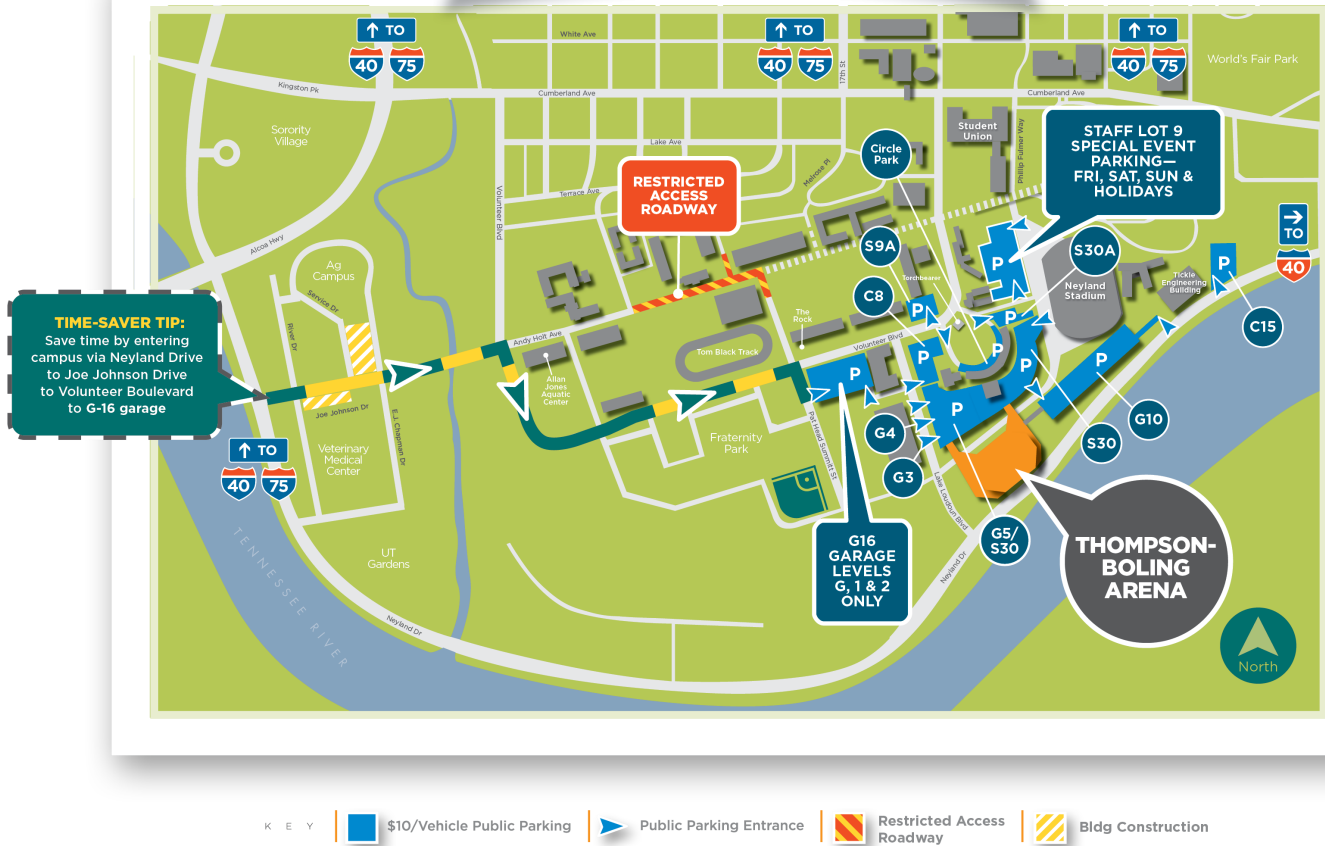 ↑ TO
40 75
↑ TO
40 75
↑ TO
40 75
White Ave
World's Fair Park
17th St
Kingston Pk
Cumberland Ave
Cumberland Ave
Sorority
Village
Student
Union
Phillip Fulmer Way
STAFF LOT 9
SPECIAL EVENT
PARKING—
FRI, SAT, SUN &
HOLIDAYS
Lake Ave
Circle
Park
Melrose Pl
RESTRICTED
ACCESS
ROADWAY
Terrace Ave
Volunteer Blvd
Alcoa Hwy
→
TO
40
S9A
S30A
Ag
Campus
Service Dr
River Dr
Torchbearer
P
P
Neyland
Stadium
Tickle
Engineering
Building
C8
C15
TIME-SAVER TIP:
Save time by entering
campus via Neyland Drive
to Joe Johnson Drive
to Volunteer Boulevard
to G-16 garage
The
Rock
P
P
Andy Holt Ave
Volunteer Blvd
Tom Black Track
P
P
P
P
P
P
Allan
Jones
Aquatic
Center
Joe Johnson Dr
E.J. Chapman Dr
Pat Head Summitt St
G4
G10
S30
Fraternity
Park
↑ TO
40 75
Veterinary
Medical
Center
G3
Lake Loudoun Blvd
G5/
S30
G16
GARAGE
LEVELS
G, 1 & 2
ONLY
THOMPSON-
BOLING
ARENA
UT
Gardens
Neyland Dr
TENNESSEE RIVER
Neyland Dr
North
KEY
$10/Vehicle Public Parking
Public Parking Entrance
Restricted Access
Roadway
Bldg Construction